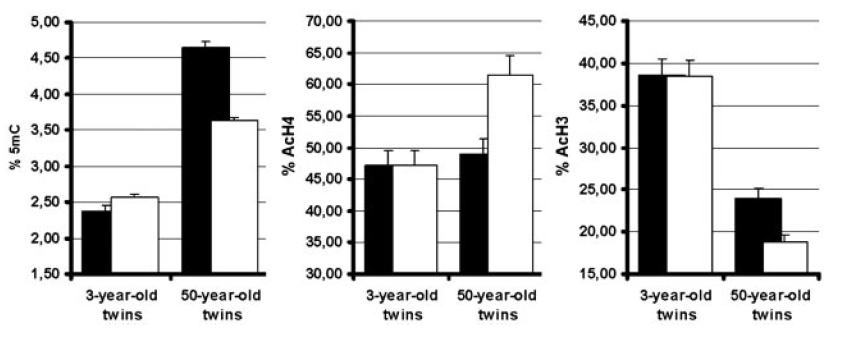 % 5mC
5,00
4,50
4,00
3,50
3,00
2,50
2,00
1,50
3-year-old
twins
50-year-old
twins
% AcH4
70,00
65,00
60,00
55,00
50,00
45,00
40,00
35,00
30,00
3-year-old
twins
50-year-old
twins
% AcH3
45,00
40,00
35,00
30,00
25,00
20,00
15,00
3-year-old
twins
50-year-old
twins